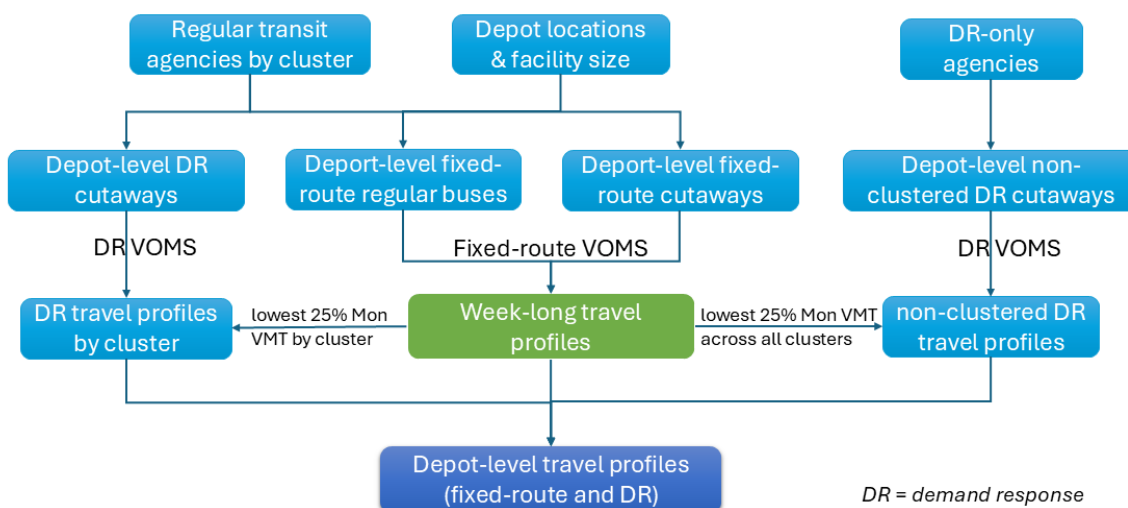 Regular transit
agencies by cluster
Depot locations
& facility size
DR-only
agencies
Depot-level DR
cutaways
Deport-level fixed-
route regular buses
Deport-level fixed-
route cutaways
Depot-level non-
clustered DR cutaways
DR VOMS
Fixed-route VOMS
DR VOMS
DR travel profiles
by cluster
lowest 25% Mon
VMT by cluster
Week-long travel
profiles
lowest 25% Mon VMT
across all clusters
non-clustered DR
travel profiles
Depot-level travel profiles
(fixed-route and DR)
DR = demand response